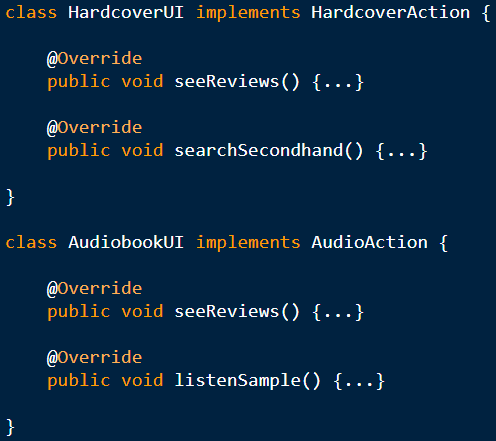 class HardcoverUI implements HardcoverAction {
@Override
public void seeReviews() {...}
@Override
public void searchSecondhand() {...}
}
class AudiobookUI implements AudioAction {
@Override
public void seeReviews() {...}
@Override
public void listenSample() {...}
}